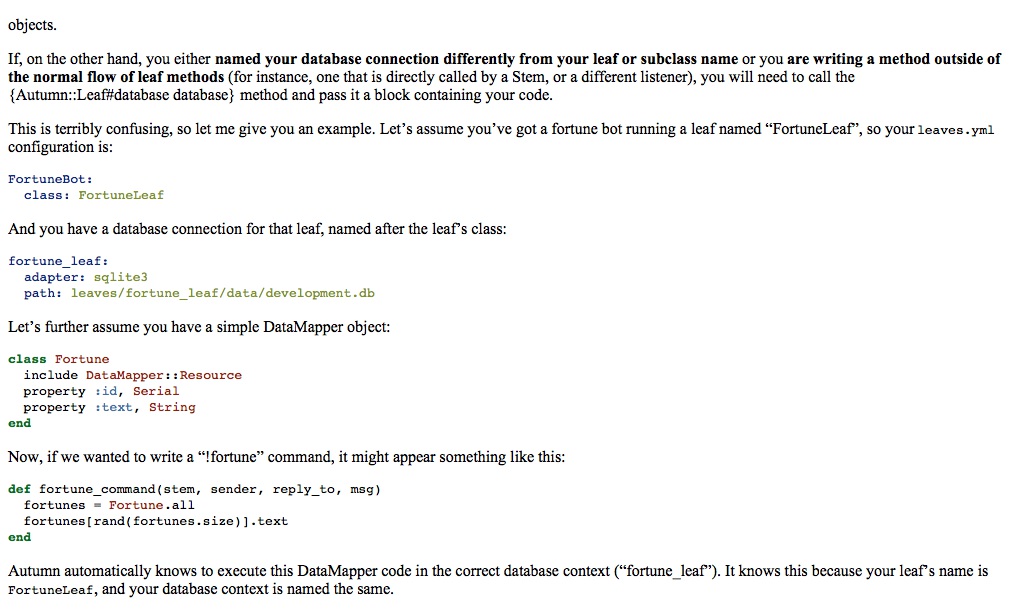 objects.
If, on the other hand, you either named your database connection differently from your leaf or subclass name or you are writing a method outside of
the normal flow of leaf methods (for instance, one that is directly called by a Stem, or a different listener), you will need to call the
{Autumn::Leaf#database database} method and pass it a block containing your code.
This is terribly confusing, so let me give you an example. Let’s assume you’ve got a fortune bot running a leaf named “FortuneLeaf”, so your leaves.yml
configuration is:
FortuneBot:
  class: FortuneLeaf
And you have a database connection for that leaf, named after the leaf’s class:
fortune_leaf:
  adapter: sqlite3
  path: leaves/fortune_leaf/data/development.db
Let’s further assume you have a simple DataMapper object:
class Fortune
  include DataMapper::Resource
  property :id, Serial
  property :text, String
end
Now, if we wanted to write a “!fortune” command, it might appear something like this:
def fortune_command(stem, sender, reply_to, msg)
  fortunes = Fortune.all
  fortunes[rand(fortunes.size)].text
end
Autumn automatically knows to execute this DataMapper code in the correct database context (“fortune_leaf”). It knows this because your leaf’s name is
FortuneLeaf, and your database context is named the same.